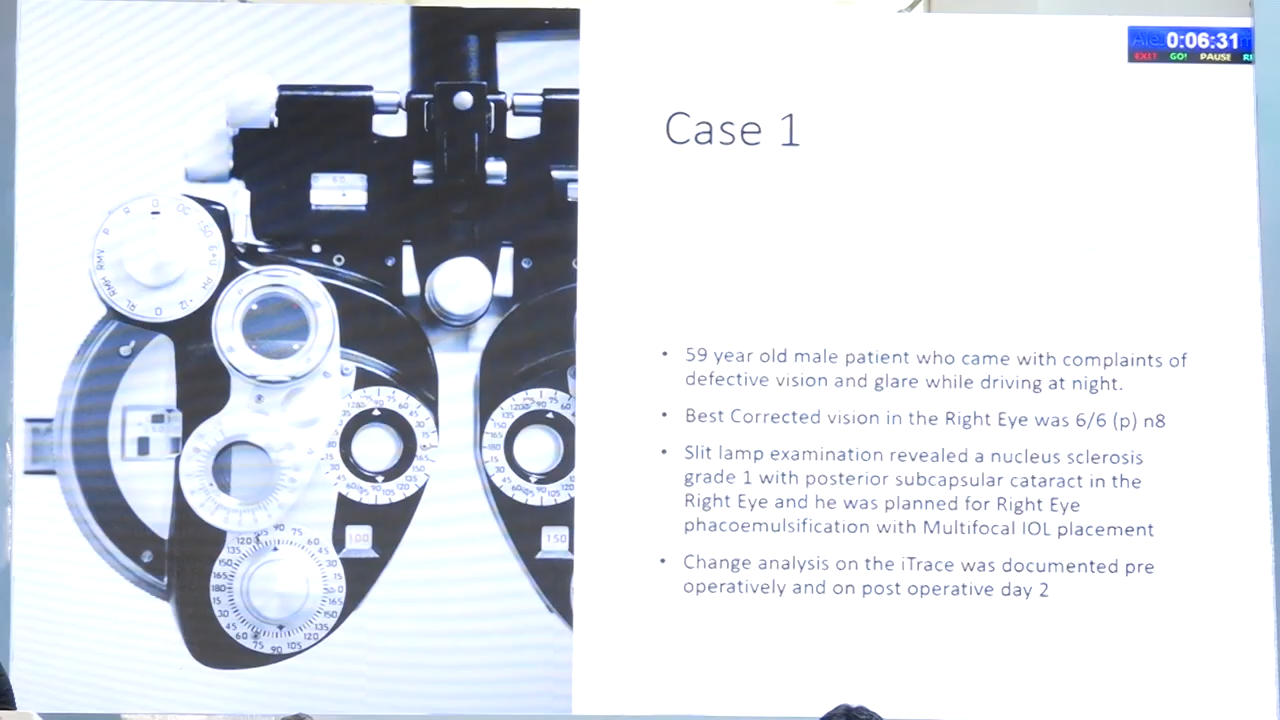 0:06:31
EXIT GO! PAUSE
Case 1
• 59 year old male patient who came with complaints of
defective vision and glare while driving at night.
• Best Corrected vision in the Right Eye was 6/6 (p) n8
• Slit lamp examination revealed a nucleus sclerosis
grade 1 with posterior subcapsular cataract in the
Right Eye and he was planned for Right Eye
phacoemulsification with Multifocal IOL placement
• Change analysis on the iTrace was documented pre
operatively and on post operative day 2
100
150